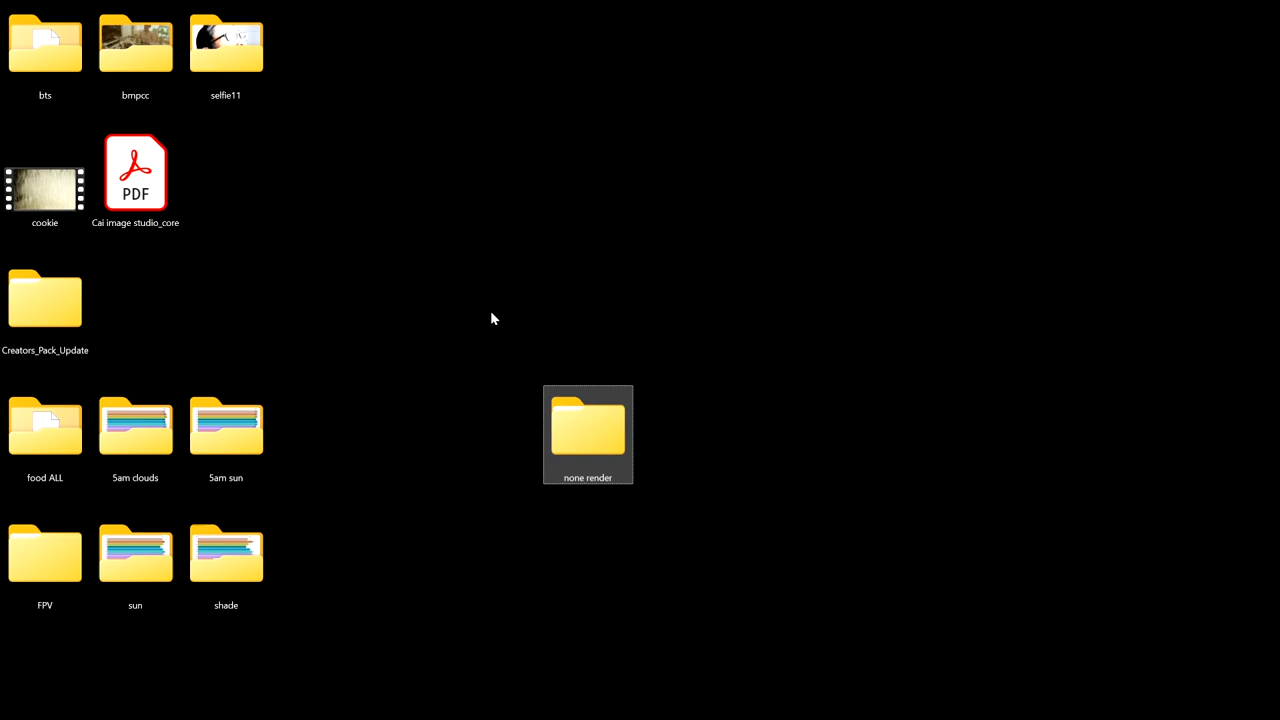 bts
bmpcc
selfie11
PDF
cookie
Cai image studio_core
Creators_Pack_Update
food ALL
5am clouds
5am sun
none render
FPV
sun
shade